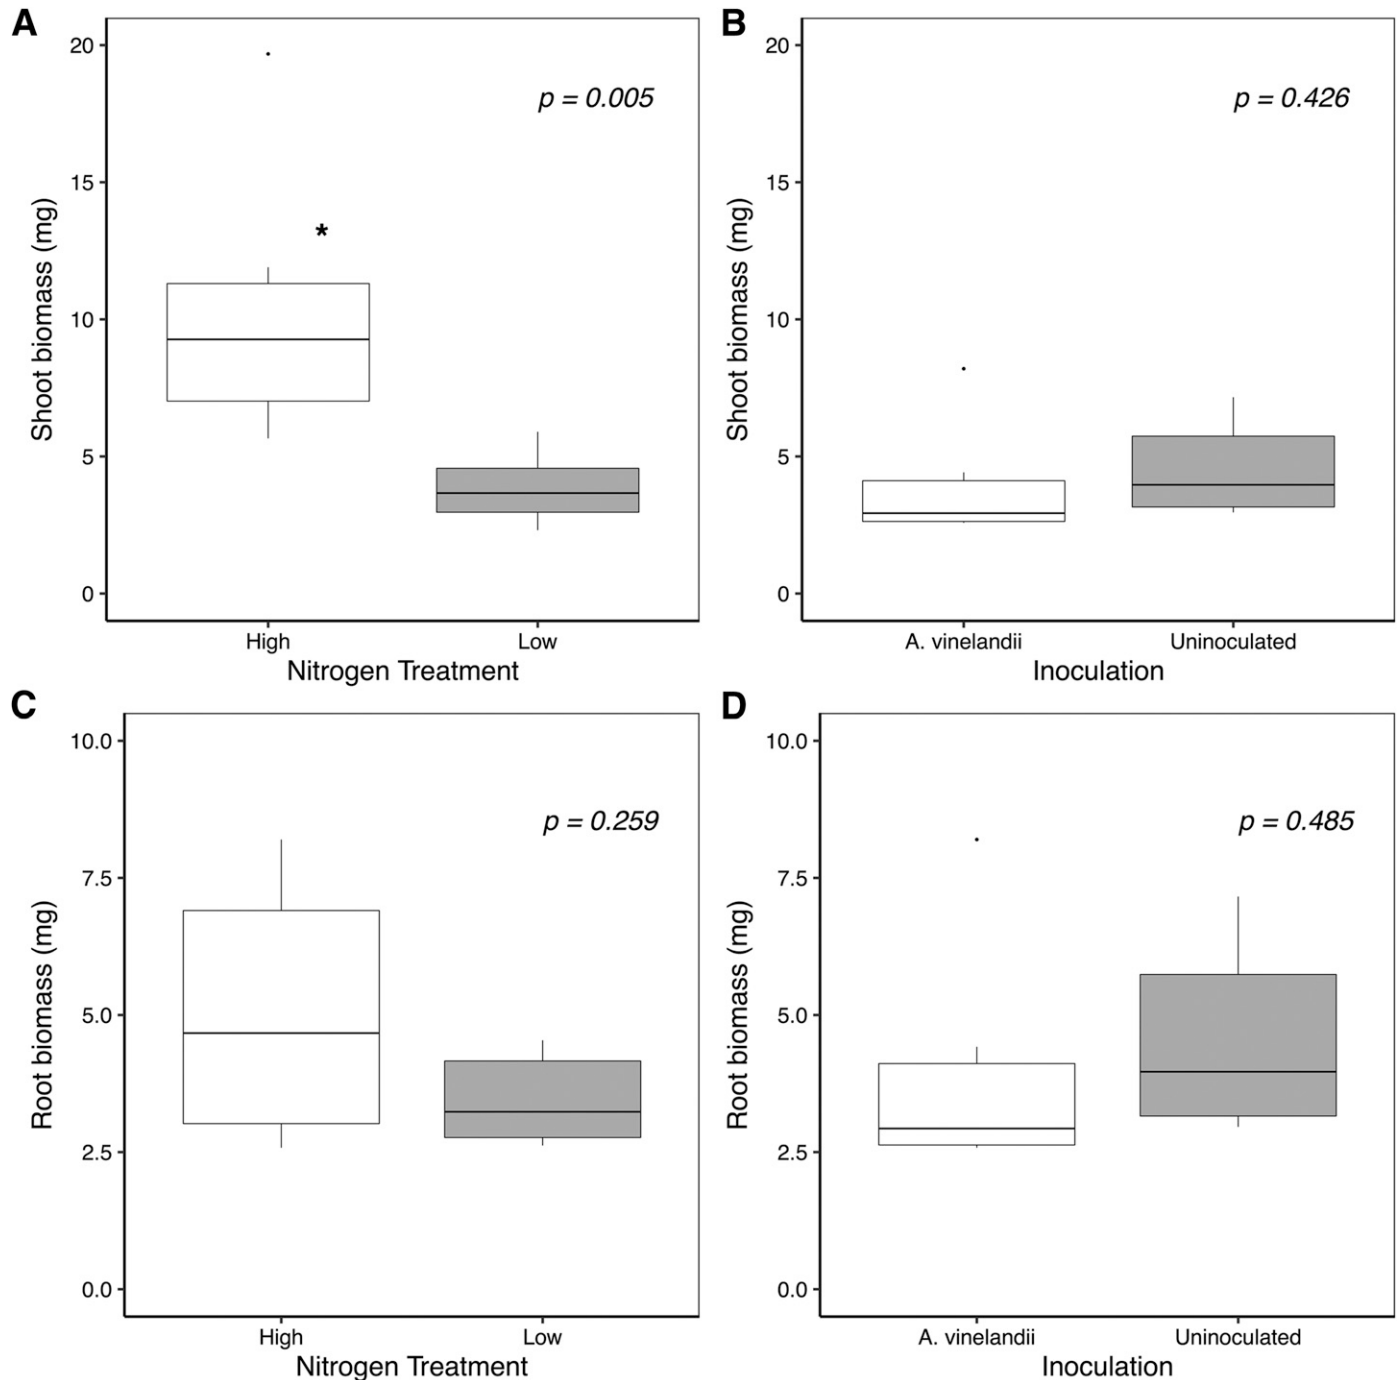 A
Shoot biomass (mg)
20
15
10
5
0
p = 0.005
*
High
Low
Nitrogen Treatment
B
Shoot biomass (mg)
20
15
10
5
0
p = 0.426
A. vinelandii
Uninoculated
Inoculation
C
Root biomass (mg)
10.0
7.5
5.0
2.5
0.0
p = 0.259
High
Low
Nitrogen Treatment
D
Root biomass (mg)
10.0
7.5
5.0
2.5
0.0
p = 0.485
A. vinelandii
Uninoculated
Inoculation